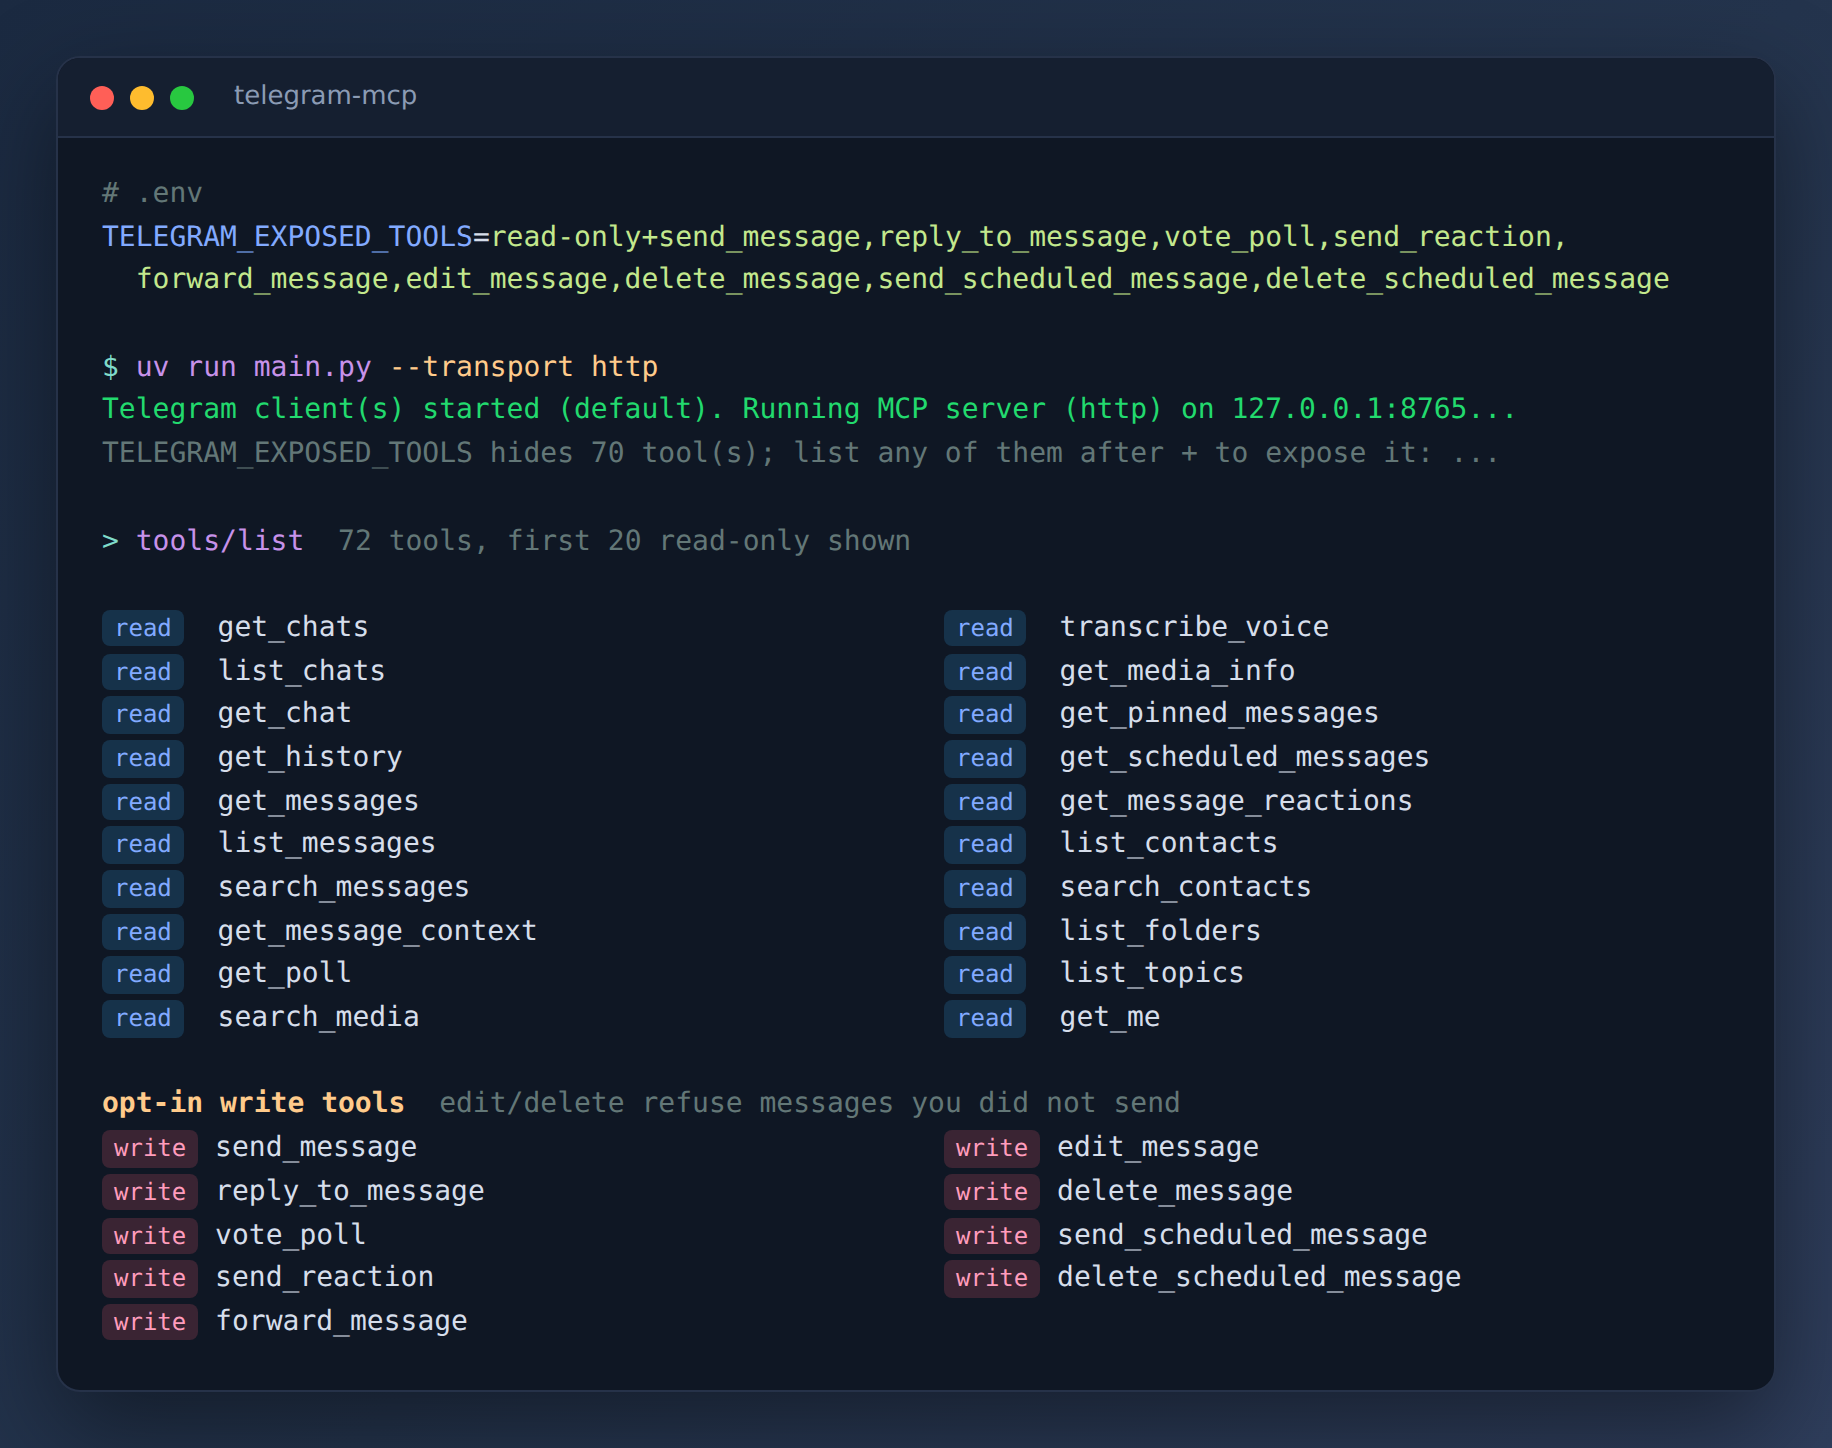 telegram-mcp
# .env
TELEGRAM_EXPOSED_TOOLS=read-only+send_message,reply_to_message,vote_poll,send_reaction,
forward_message,edit_message,delete_message,send_scheduled_message,delete_scheduled_message
$ uv run main.py --transport http
Telegram client(s) started (default). Running MCP server (http) on 127.0.0.1:8765...
TELEGRAM_EXPOSED_TOOLS hides 70 tool(s); list any of them after + to expose it: ...
> tools/list  72 tools, first 20 read-only shown
read get_chats
read list_chats
read get_chat
read get_history
read get_messages
read list_messages
read search_messages
read get_message_context
read get_poll
read search_media
read transcribe_voice
read get_media_info
read get_pinned_messages
read get_scheduled_messages
read get_message_reactions
read list_contacts
read search_contacts
read list_folders
read list_topics
read get_me
opt-in write tools  edit/delete refuse messages you did not send
write send_message
write reply_to_message
write vote_poll
write send_reaction
write forward_message
write edit_message
write delete_message
write send_scheduled_message
write delete_scheduled_message